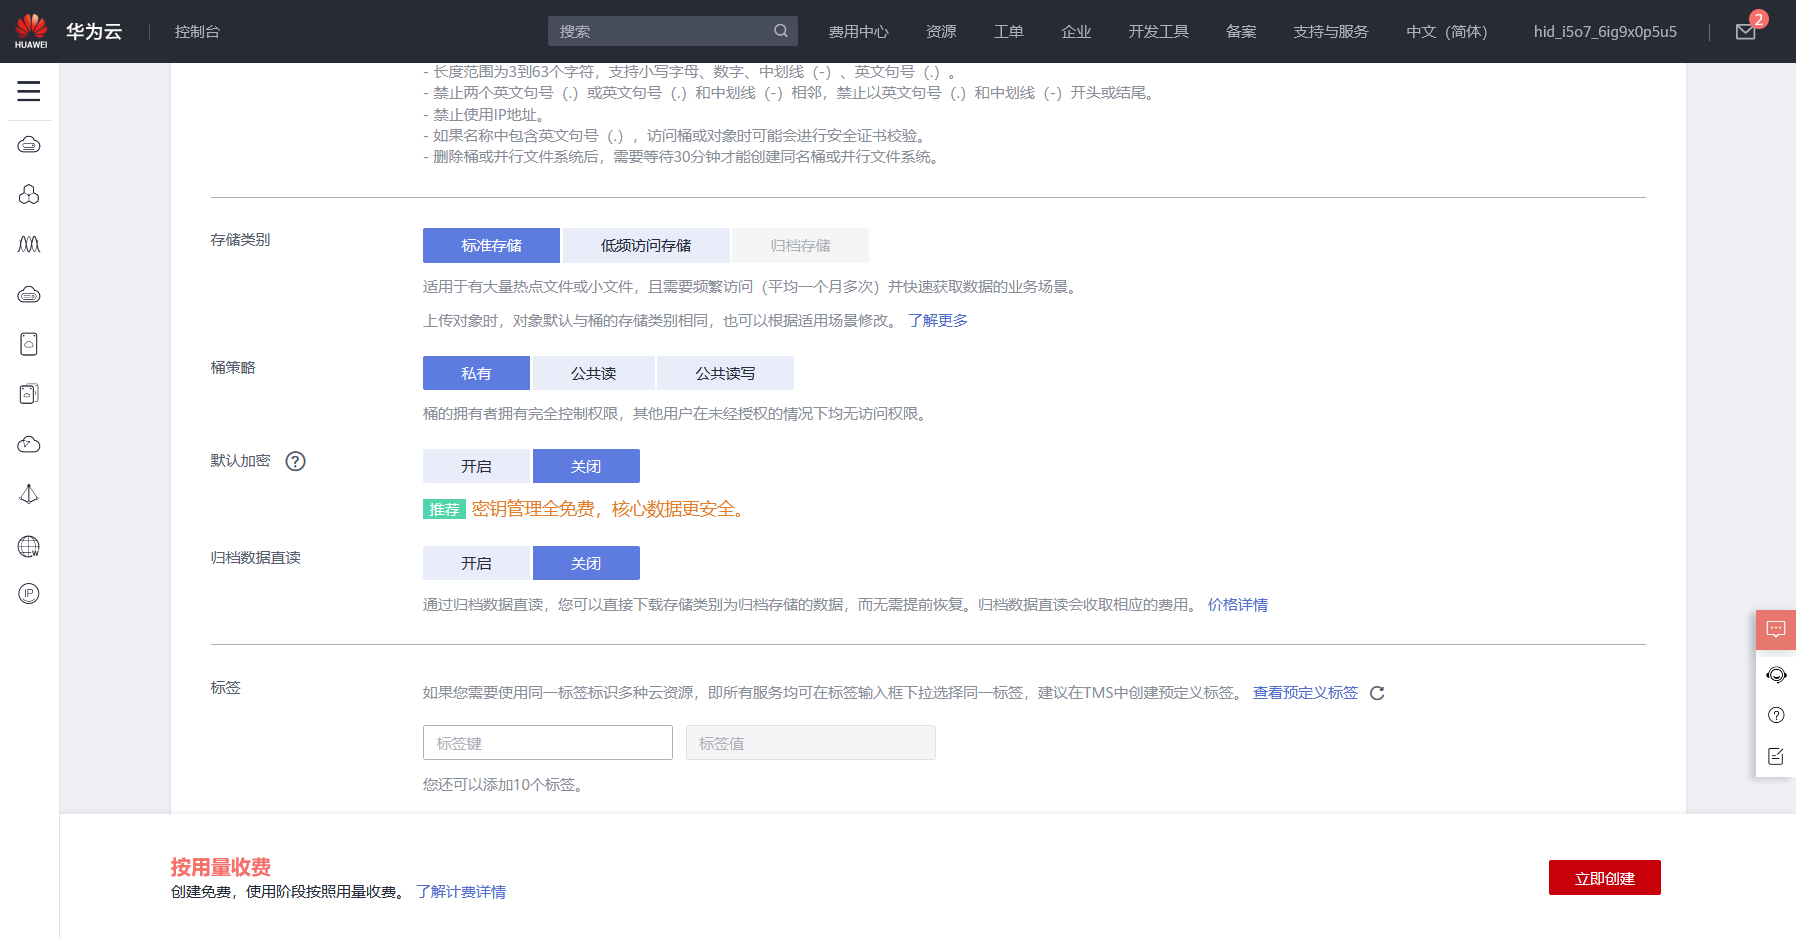 HUAWEI 华为云 控制台 搜索 费用中心 资源 工单 企业 开发工具 备案 支持与服务 中文（简体） hid_i5o7_6ig9x0p5u5 2
- 长度范围为3到63个字符，支持小写字母、数字、中划线（-）、英文句号（.）。
- 禁止两个英文句号（.）或英文句号（.）和中划线（-）相邻，禁止以英文句号（.）和中划线（-）开头或结尾。
- 禁止使用IP地址。
- 如果名称中包含英文句号（.），访问桶或对象时可能会进行安全证书校验。
- 删除桶或并行文件系统后，需要等待30分钟才能创建同名桶或并行文件系统。
存储类别 标准存储 低频访问存储 归档存储
适用于有大量热点文件或小文件，且需要频繁访问（平均一个月多次）并快速获取数据的业务场景。
上传对象时，对象默认与桶的存储类别相同，也可以根据适用场景修改。 了解更多
桶策略 私有 公共读 公共读写
桶的拥有者拥有完全控制权限，其他用户在未经授权的情况下均无访问权限。
默认加密 ? 开启 关闭
推荐 密钥管理全免费，核心数据更安全。
归档数据直读 开启 关闭
通过归档数据直读，您可以直接下载存储类别为归档存储的数据，而无需提前恢复。归档数据直读会收取相应的费用。 价格详情
标签 如果您需要使用同一标签标识多种云资源，即所有服务均可在标签输入框下拉选择同一标签，建议在TMS中创建预定义标签。 查看预定义标签
标签键 标签值
您还可以添加10个标签。
按用量收费
创建免费，使用阶段按照用量收费。 了解计费详情
立即创建
W
IP